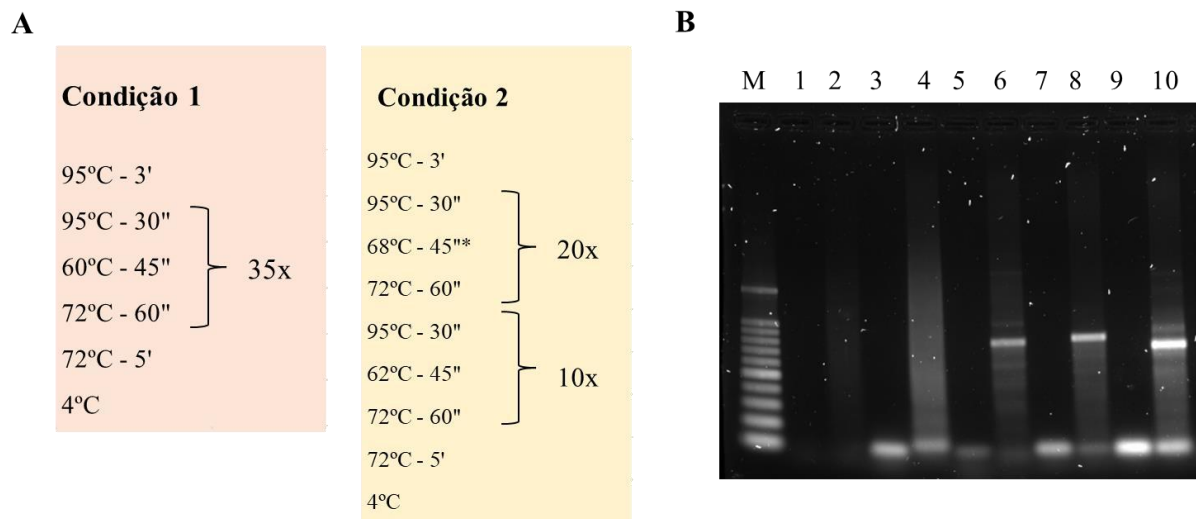 A
Condição 1
95ºC - 3'
95ºC - 30"
60ºC - 45"
35x
72ºC - 60"
72ºC - 5'
4ºC
Condição 2
95ºC - 3'
95ºC - 30"
68ºC - 45"*
20x
72ºC - 60"
95ºC - 30"
62ºC - 45"
10x
72ºC - 60"
72ºC - 5'
4ºC
B
M 1 2 3 4 5 6 7 8 9 10